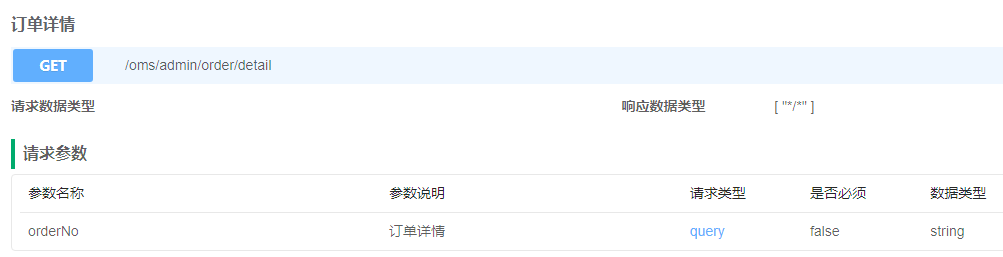 订单详情
GET /oms/admin/order/detail
请求数据类型 响应数据类型 [ "*/*" ]
请求参数
参数名称 参数说明 请求类型 是否必须 数据类型
orderNo 订单详情 query false string